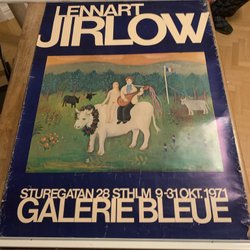 LENNART
JIRLOW
STUREGATAN 28 STHLM 9-31 OKT. 1971
GALERIE BLEUE